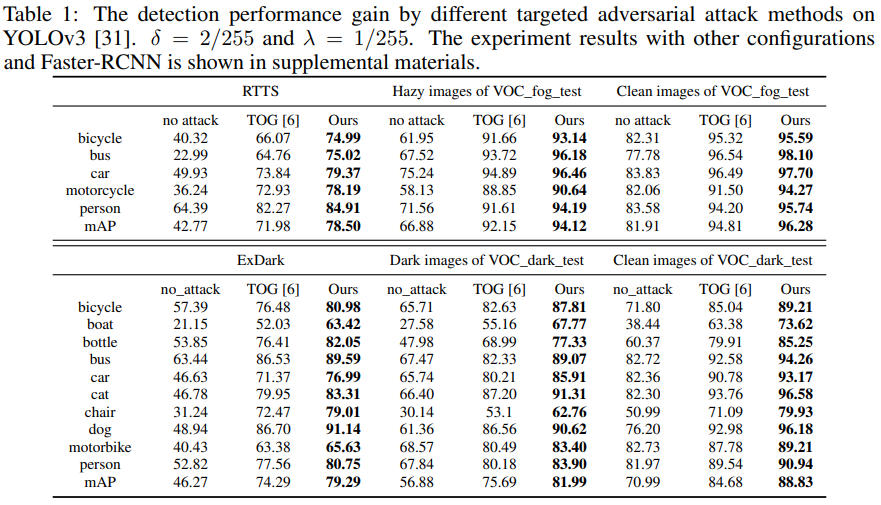 Table 1: The detection performance gain by different targeted adversarial attack methods on
YOLOv3 [31]. δ = 2/255 and λ = 1/255. The experiment results with other configurations
and Faster-RCNN is shown in supplemental materials.
RTTS Hazy images of VOC_fog_test Clean images of VOC_fog_test
no attack TOG [6] Ours no attack TOG [6] Ours no attack TOG [6] Ours
bicycle 40.32 66.07 74.99 61.95 91.66 93.14 82.31 95.32 95.59
bus 22.99 64.76 75.02 67.52 93.72 96.18 77.78 96.54 98.10
car 49.93 73.84 79.37 75.24 94.89 96.46 83.83 96.49 97.70
motorcycle 36.24 72.93 78.19 58.13 88.85 90.64 82.06 91.50 94.27
person 64.39 82.27 84.91 71.56 91.61 94.19 83.58 94.20 95.74
mAP 42.77 71.98 78.50 66.88 92.15 94.12 81.91 94.81 96.28
ExDark Dark images of VOC_dark_test Clean images of VOC_dark_test
no_attack TOG [6] Ours no_attack TOG [6] Ours no_attack TOG [6] Ours
bicycle 57.39 76.48 80.98 65.71 82.63 87.81 71.80 85.04 89.21
boat 21.15 52.03 63.42 27.58 55.16 67.77 38.44 63.38 73.62
bottle 53.85 76.41 82.05 47.98 68.99 77.33 60.37 79.91 85.25
bus 63.44 86.53 89.59 67.47 82.33 89.07 82.72 92.58 94.26
car 46.63 71.37 76.99 65.74 80.21 85.91 82.36 90.78 93.17
cat 46.78 79.95 83.31 66.40 87.20 91.31 82.30 93.76 96.58
chair 31.24 72.47 79.01 30.14 53.1 62.76 50.99 71.09 79.93
dog 48.94 86.70 91.14 61.36 86.56 90.62 76.20 92.98 96.18
motorbike 40.43 63.38 65.63 68.57 80.49 83.40 82.73 87.78 89.21
person 52.82 77.56 80.75 67.84 80.18 83.90 81.97 89.54 90.94
mAP 46.27 74.29 79.29 56.88 75.69 81.99 70.99 84.68 88.83